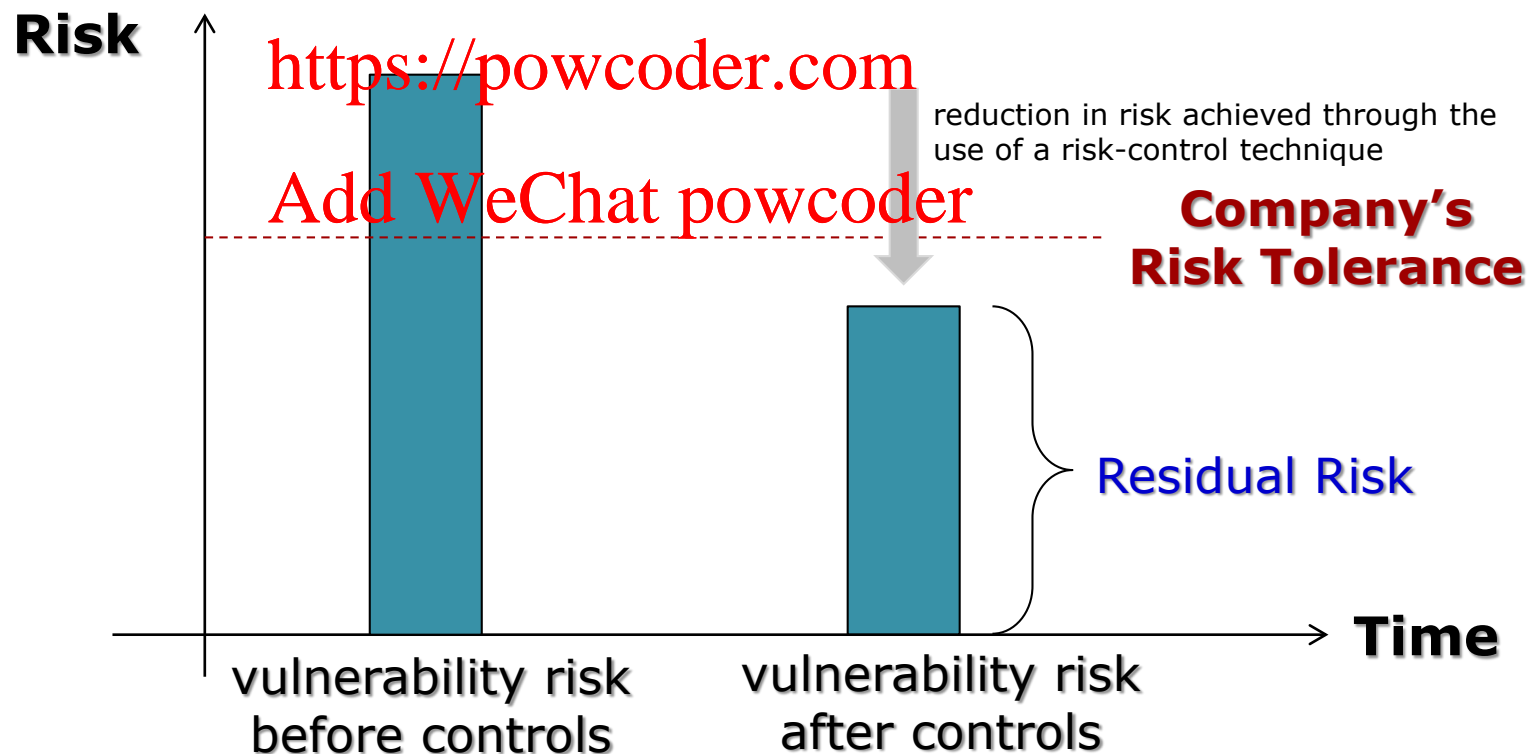 Risk
https://powcoder.com
reduction in risk achieved through the
use of a risk-control technique
Add WeChat powcoder
Company’s
Risk Tolerance
Residual Risk
Time
vulnerability risk
before controls
vulnerability risk
after controls